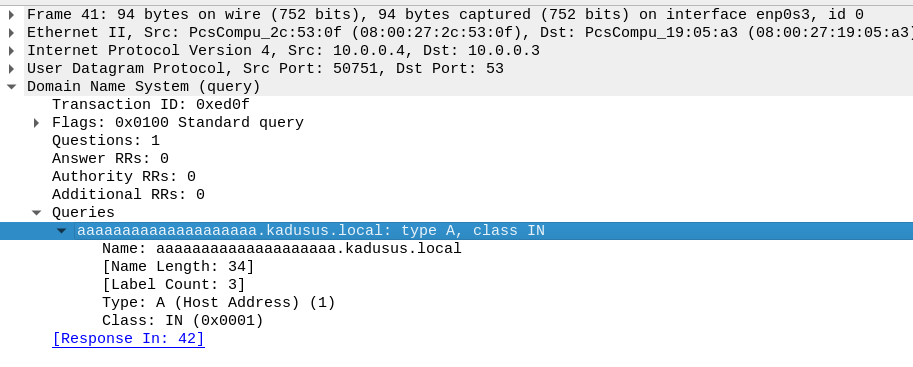 Frame 41: 94 bytes on wire (752 bits), 94 bytes captured (752 bits) on interface enp0s3, id 0
Ethernet II, Src: PcsCompu_2c:53:0f (08:00:27:2c:53:0f), Dst: PcsCompu_19:05:a3 (08:00:27:19:05:a3)
Internet Protocol Version 4, Src: 10.0.0.4, Dst: 10.0.0.3
User Datagram Protocol, Src Port: 50751, Dst Port: 53
Domain Name System (query)
Transaction ID: 0xed0f
Flags: 0x0100 Standard query
Questions: 1
Answer RRs: 0
Authority RRs: 0
Additional RRs: 0
Queries
aaaaaaaaaaaaaaaaaaaa.kadusus.local: type A, class IN
Name: aaaaaaaaaaaaaaaaaaaa.kadusus.local
[Name Length: 34]
[Label Count: 3]
Type: A (Host Address) (1)
Class: IN (0x0001)
[Response In: 42]